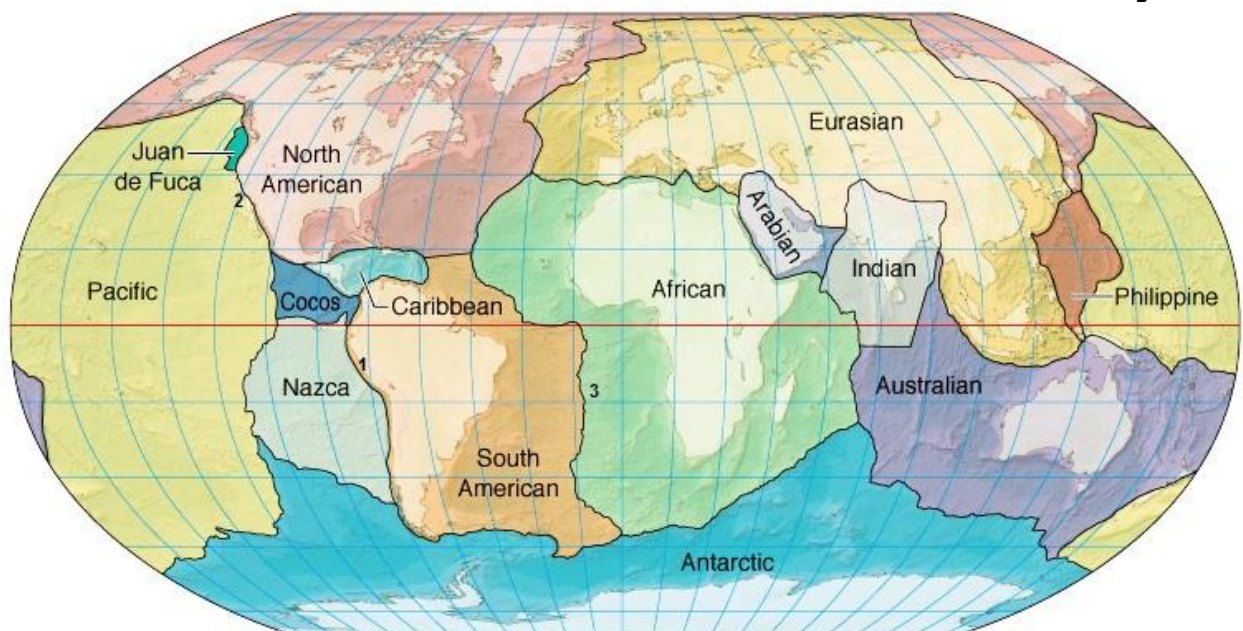 Juan
de Fuca
North
American
Eurasian
2
Arabian
Pacific
Cocos
Caribbean
African
Indian
Philippine
1
Nazca
3
Australian
South
American
Antarctic